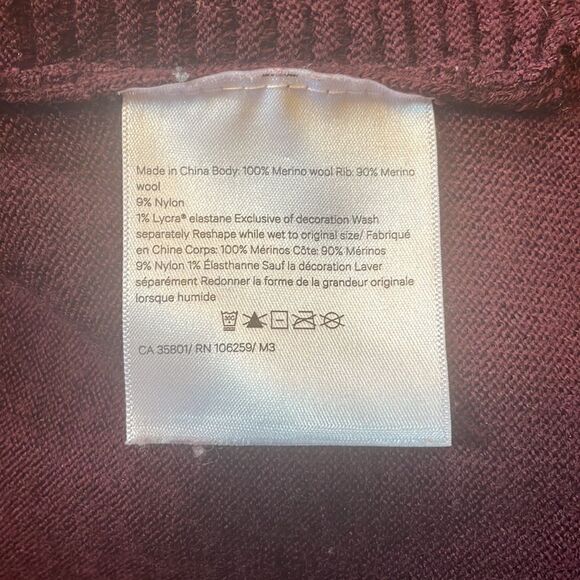 Made in China Body: 100% Merino wool Rib: 90% Merino
wool
9% Nylon
1% Lycra® elastane Exclusive of decoration Wash
separately Reshape while wet to original size/ Fabriqué
en Chine Corps: 100% Mérinos Côte: 90% Mérinos
9% Nylon 1% Élasthanne Sauf la décoration Laver
séparément Redonner la forme de la grandeur originale
lorsque humide
CA 35801/ RN 106259/ M3